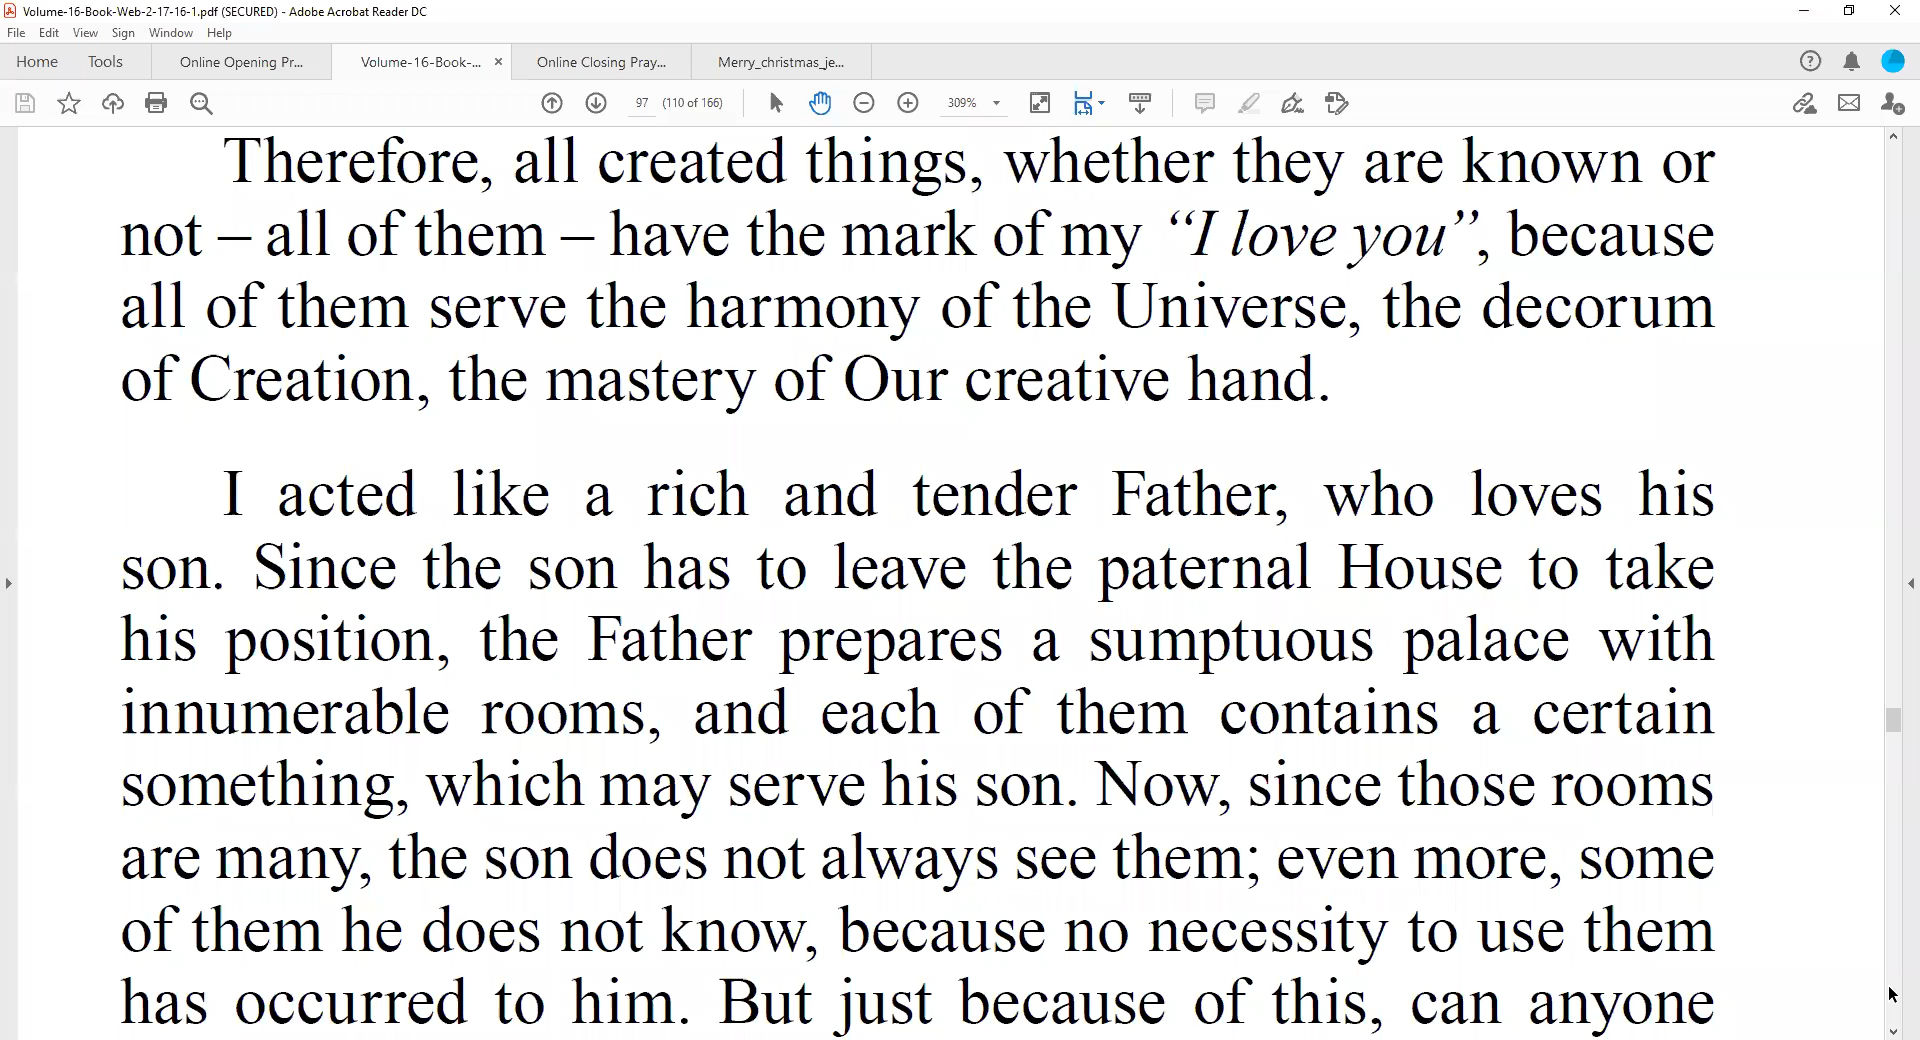 Volume-16-Book-Web-2-17-16-1.pdf (SECURED) - Adobe Acrobat Reader DC
File Edit View Sign Window Help
Home Tools Online Opening Pr... Volume-16-Book-... × Online Closing Pray... Merry_christmas_je...
97 (110 of 166) 309%
Therefore, all created things, whether they are known or
not – all of them – have the mark of my “I love you”, because
all of them serve the harmony of the Universe, the decorum
of Creation, the mastery of Our creative hand.
I acted like a rich and tender Father, who loves his
son. Since the son has to leave the paternal House to take
his position, the Father prepares a sumptuous palace with
innumerable rooms, and each of them contains a certain
something, which may serve his son. Now, since those rooms
are many, the son does not always see them; even more, some
of them he does not know, because no necessity to use them
has occurred to him. But just because of this, can anyone